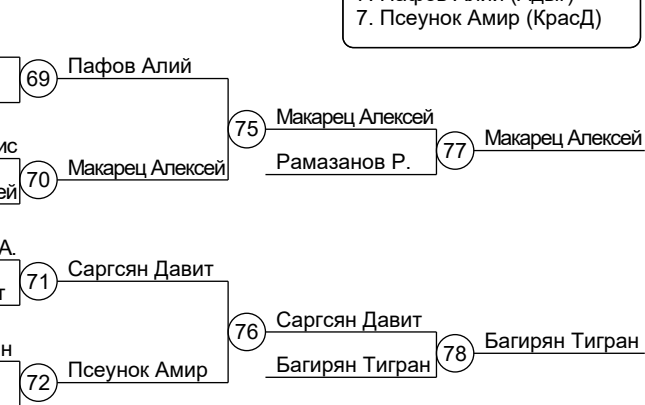 7. Псеунок Амир (КрасД)
69 Пафов Алий
75 Макарец Алексей
77 Макарец Алексей
Рамазанов Р.
70 Макарец Алексей
А.
71 Саргсян Давит
76 Саргсян Давит
78 Багирян Тигран
Багирян Тигран
72 Псеунок Амир